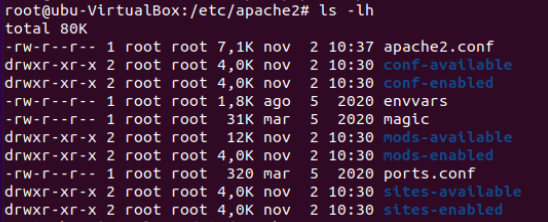 root@ubu-VirtualBox:/etc/apache2# ls -lh
total 80K
-rw-r--r-- 1 root root 7,1K nov  2 10:37 apache2.conf
drwxr-xr-x 2 root root 4,0K nov  2 10:30 conf-available
drwxr-xr-x 2 root root 4,0K nov  2 10:30 conf-enabled
-rw-r--r-- 1 root root 1,8K ago  5  2020 envvars
-rw-r--r-- 1 root root  31K mar  5  2020 magic
drwxr-xr-x 2 root root  12K nov  2 10:30 mods-available
drwxr-xr-x 2 root root 4,0K nov  2 10:30 mods-enabled
-rw-r--r-- 1 root root  320 mar  5  2020 ports.conf
drwxr-xr-x 2 root root 4,0K nov  2 10:30 sites-available
drwxr-xr-x 2 root root 4,0K nov  2 10:30 sites-enabled